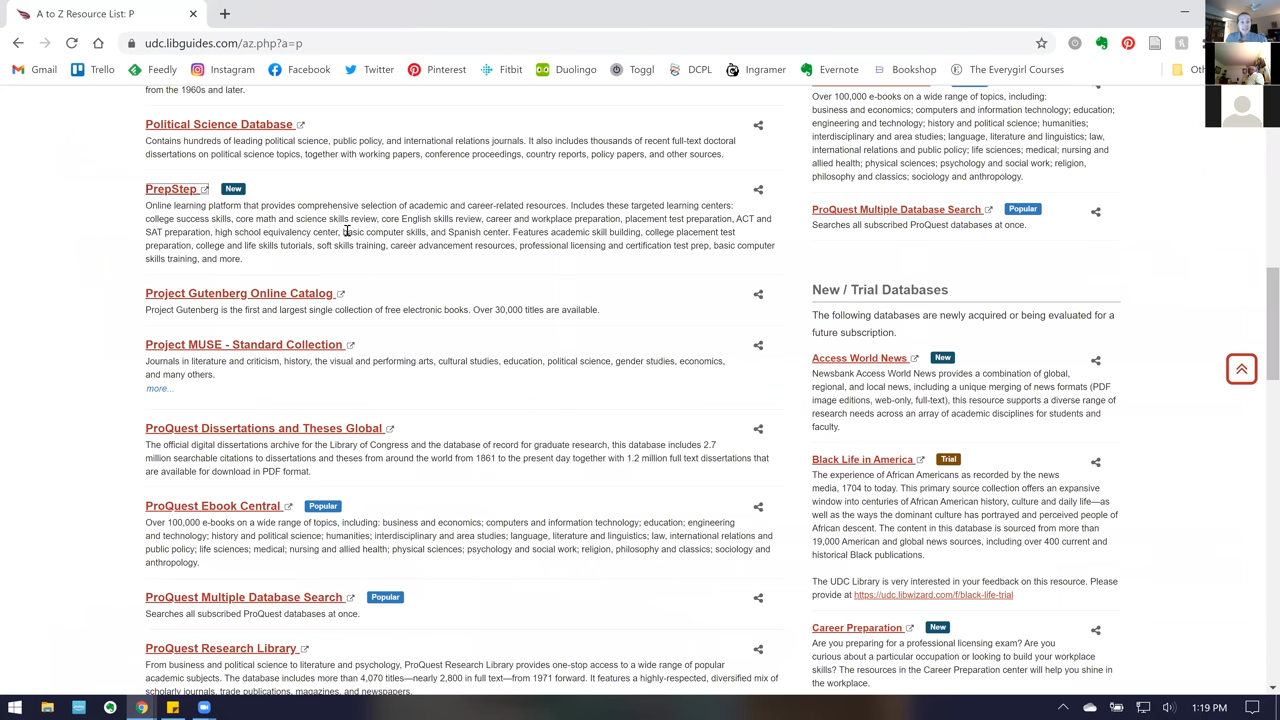 A to Z Resource List: P
udc.libguides.com/az.php?a=p
Gmail
Trello
Feedly
Instagram
Facebook
Twitter
Pinterest
Fitbit
Duolingo
Toggl
DCPL
Ingramer
Evernote
Bookshop
The Everygirl Courses
from the 1960s and later.
Political Science Database
Contains hundreds of leading political science, public policy, and international relations journals. It also includes thousands of recent full-text doctoral
dissertations on political science topics, together with working papers, conference proceedings, country reports, policy papers, and other sources.
PrepStep New
Online learning platform that provides comprehensive selection of academic and career-related resources. Includes these targeted learning centers:
college success skills, core math and science skills review, core English skills review, career and workplace preparation, placement test preparation, ACT and
SAT preparation, high school equivalency center, basic computer skills, and Spanish center. Features academic skill building, college placement test
preparation, college and life skills tutorials, soft skills training, career advancement resources, professional licensing and certification test prep, basic computer
skills training, and more.
Project Gutenberg Online Catalog
Project Gutenberg is the first and largest single collection of free electronic books. Over 30,000 titles are available.
Project MUSE - Standard Collection
Journals in literature and criticism, history, the visual and performing arts, cultural studies, education, political science, gender studies, economics,
and many others.
more...
ProQuest Dissertations and Theses Global
The official digital dissertations archive for the Library of Congress and the database of record for graduate research, this database includes 2.7
million searchable citations to dissertations and theses from around the world from 1861 to the present day together with 1.2 million full text dissertations that
are available for download in PDF format.
ProQuest Ebook Central Popular
Over 100,000 e-books on a wide range of topics, including: business and economics; computers and information technology; education; engineering
and technology; history and political science; humanities; interdisciplinary and area studies; language, literature and linguistics; law, international relations and
public policy; life sciences; medical; nursing and allied health; physical sciences; psychology and social work; religion, philosophy and classics; sociology and
anthropology.
ProQuest Multiple Database Search Popular
Searches all subscribed ProQuest databases at once.
ProQuest Research Library
From business and political science to literature and psychology, ProQuest Research Library provides one-stop access to a wide range of popular
academic subjects. The database includes more than 4,070 titles—nearly 2,800 in full text—from 1971 forward. It features a highly-respected, diversified mix of
scholarly journals, trade publications, magazines, and newspapers.
Over 100,000 e-books on a wide range of topics, including:
business and economics; computers and information technology; education;
engineering and technology; history and political science; humanities;
interdisciplinary and area studies; language, literature and linguistics; law,
international relations and public policy; life sciences; medical; nursing and
allied health; physical sciences; psychology and social work; religion,
philosophy and classics; sociology and anthropology.
ProQuest Multiple Database Search Popular
Searches all subscribed ProQuest databases at once.
New / Trial Databases
The following databases are newly acquired or being evaluated for a
future subscription.
Access World News New
Newsbank Access World News provides a combination of global,
regional, and local news, including a unique merging of news formats (PDF
image editions, web-only, full-text), this resource supports a diverse range of
research needs across an array of academic disciplines for students and
faculty.
Black Life in America Trial
The experience of African Americans as recorded by the news
media, 1704 to today. This primary source collection offers an expansive
window into centuries of African American history, culture and daily life—as
well as the ways the dominant culture has portrayed and perceived people of
African descent. The content in this database is sourced from more than
19,000 American and global news sources, including over 400 current and
historical Black publications.
The UDC Library is very interested in your feedback on this resource. Please
provide at https://udc.libwizard.com/f/black-life-trial
Career Preparation New
Are you preparing for a professional licensing exam? Are you
curious about a particular occupation or looking to build your workplace
skills? The resources in the Career Preparation center will help you shine in
the workplace.
1:19 PM